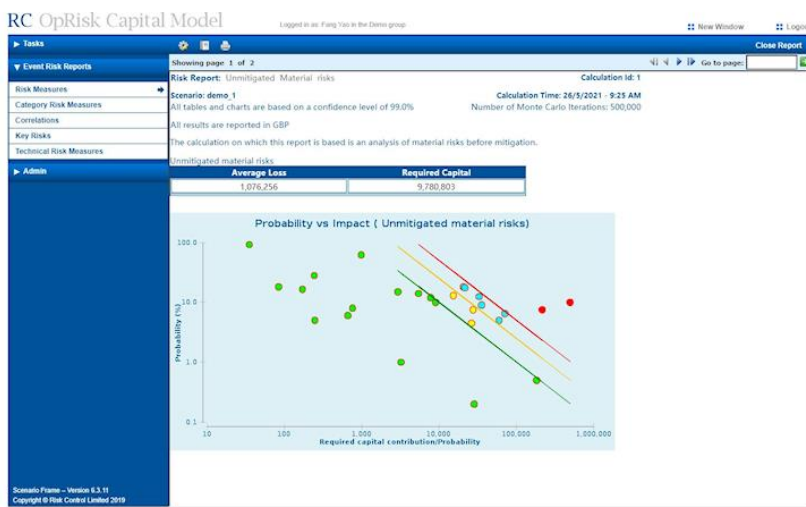 RC OpRisk Capital Model
Logged in as: Fang Yao in the Demo group
New Window
Logou
Tasks
Close Report
Event Risk Reports
Showing page 1 of 2
Go to page:
Risk Report: Unmitigated Material risks
Calculation Id: 1
Risk Measures
Scenario: demo_1
Calculation Time: 26/5/2021 - 9:25 AM
Category Risk Measures
All tables and charts are based on a confidence level of 99.0%
Number of Monte Carlo Iterations: 500,000
Correlations
All results are reported in GBP
Key Risks
The calculation on which this report is based is an analysis of material risks before mitigation.
Technical Risk Measures
Unmitigated material risks
Admin
Average Loss
Required Capital
1,076,256
9,780,803
Probability vs Impact ( Unmitigated material risks)
Probability (%)
100.0
10.0
1.0
0.1
10
100
1,000
10,000
100,000
1,000,000
Required capital contribution/Probability
Scenario Frame – Version 6.3.11
Copyright © Risk Control Limited 2019